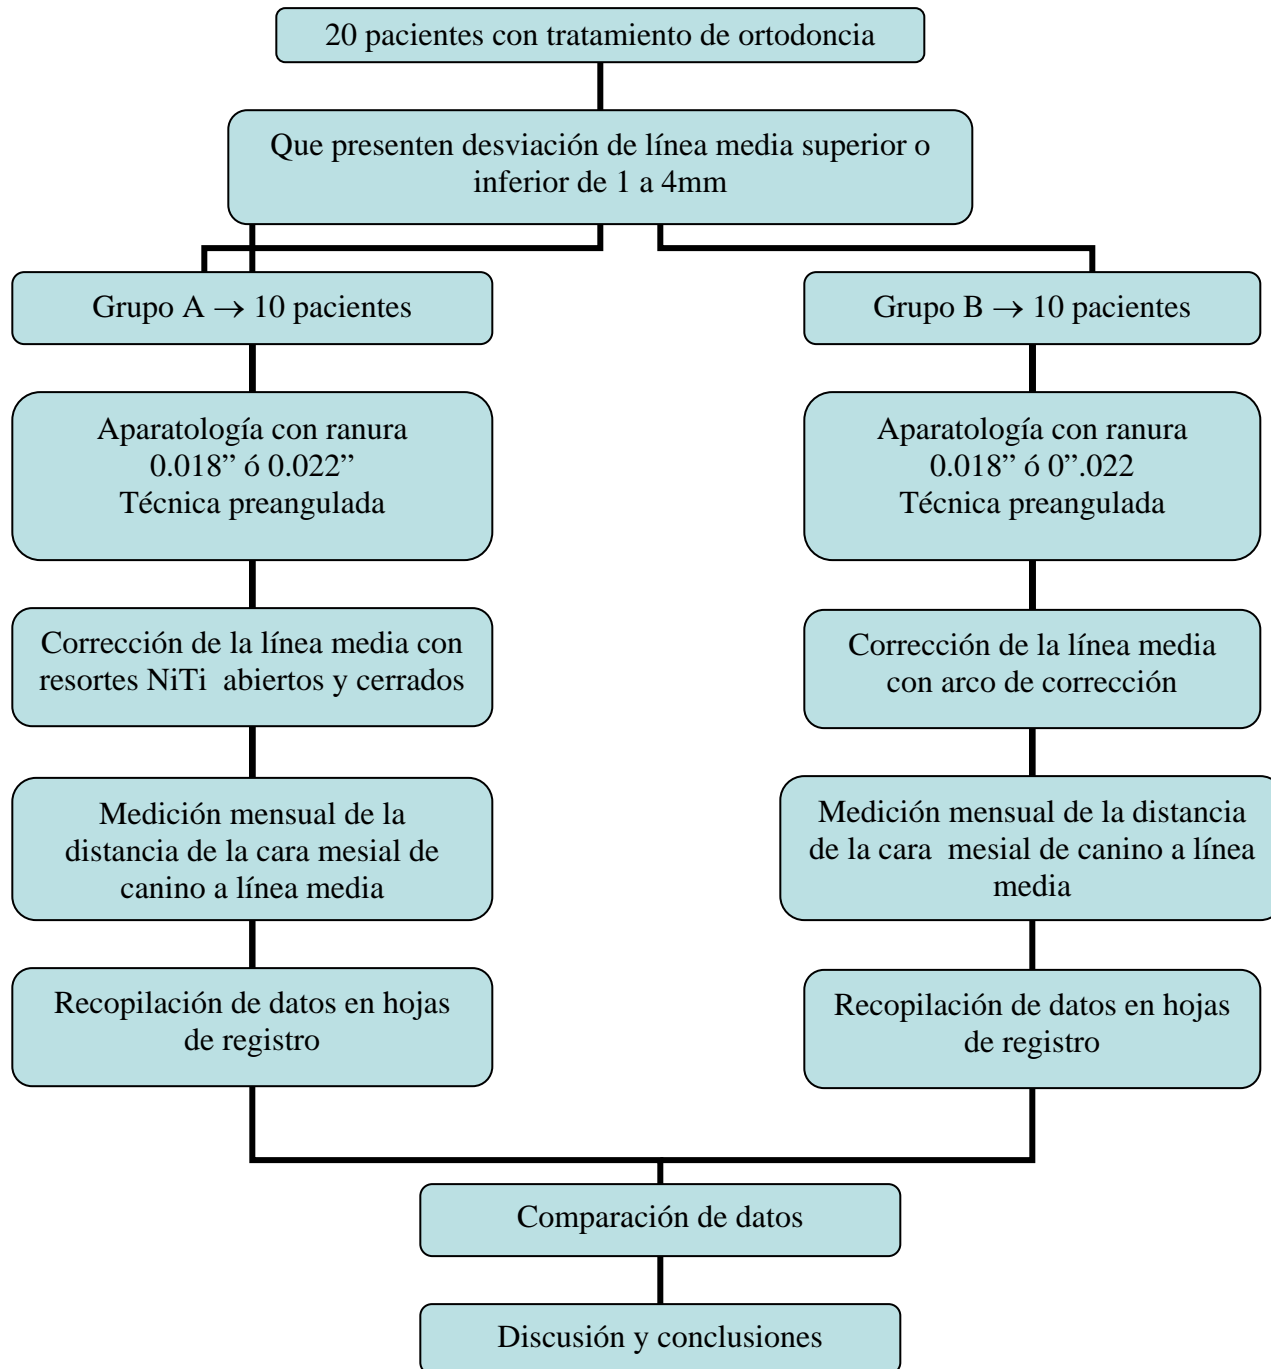 20 pacientes con tratamiento de ortodoncia
Que presenten desviación de línea media superior o
inferior de 1 a 4mm
Grupo A → 10 pacientes
Aparatología con ranura
0.018” ó 0.022”
Técnica preangulada
Corrección de la línea media con
resortes NiTi abiertos y cerrados
Medición mensual de la
distancia de la cara mesial de
canino a línea media
Recopilación de datos en hojas
de registro
Grupo B → 10 pacientes
Aparatología con ranura
0.018” ó 0”.022
Técnica preangulada
Corrección de la línea media
con arco de corrección
Medición mensual de la distancia
de la cara mesial de canino a línea
media
Recopilación de datos en hojas
de registro
Comparación de datos
Discusión y conclusiones